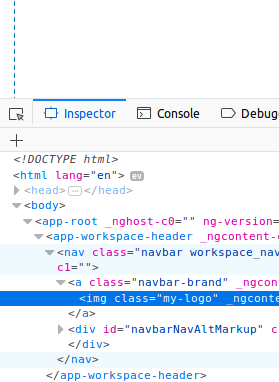 Inspector Console Debug
+
<!DOCTYPE html>
<html lang="en"> ev
<head> ... </head>
<body>
<app-root _nghost-c0="" ng-version=
<app-workspace-header _ngcontent-c
<nav class="navbar workspace_nav
c1="">
<a class="navbar-brand" _ngcon
<img class="my-logo" _ngconte
</a>
<div id="navbarNavAltMarkup" c
</div>
</nav>
</app-workspace-header>